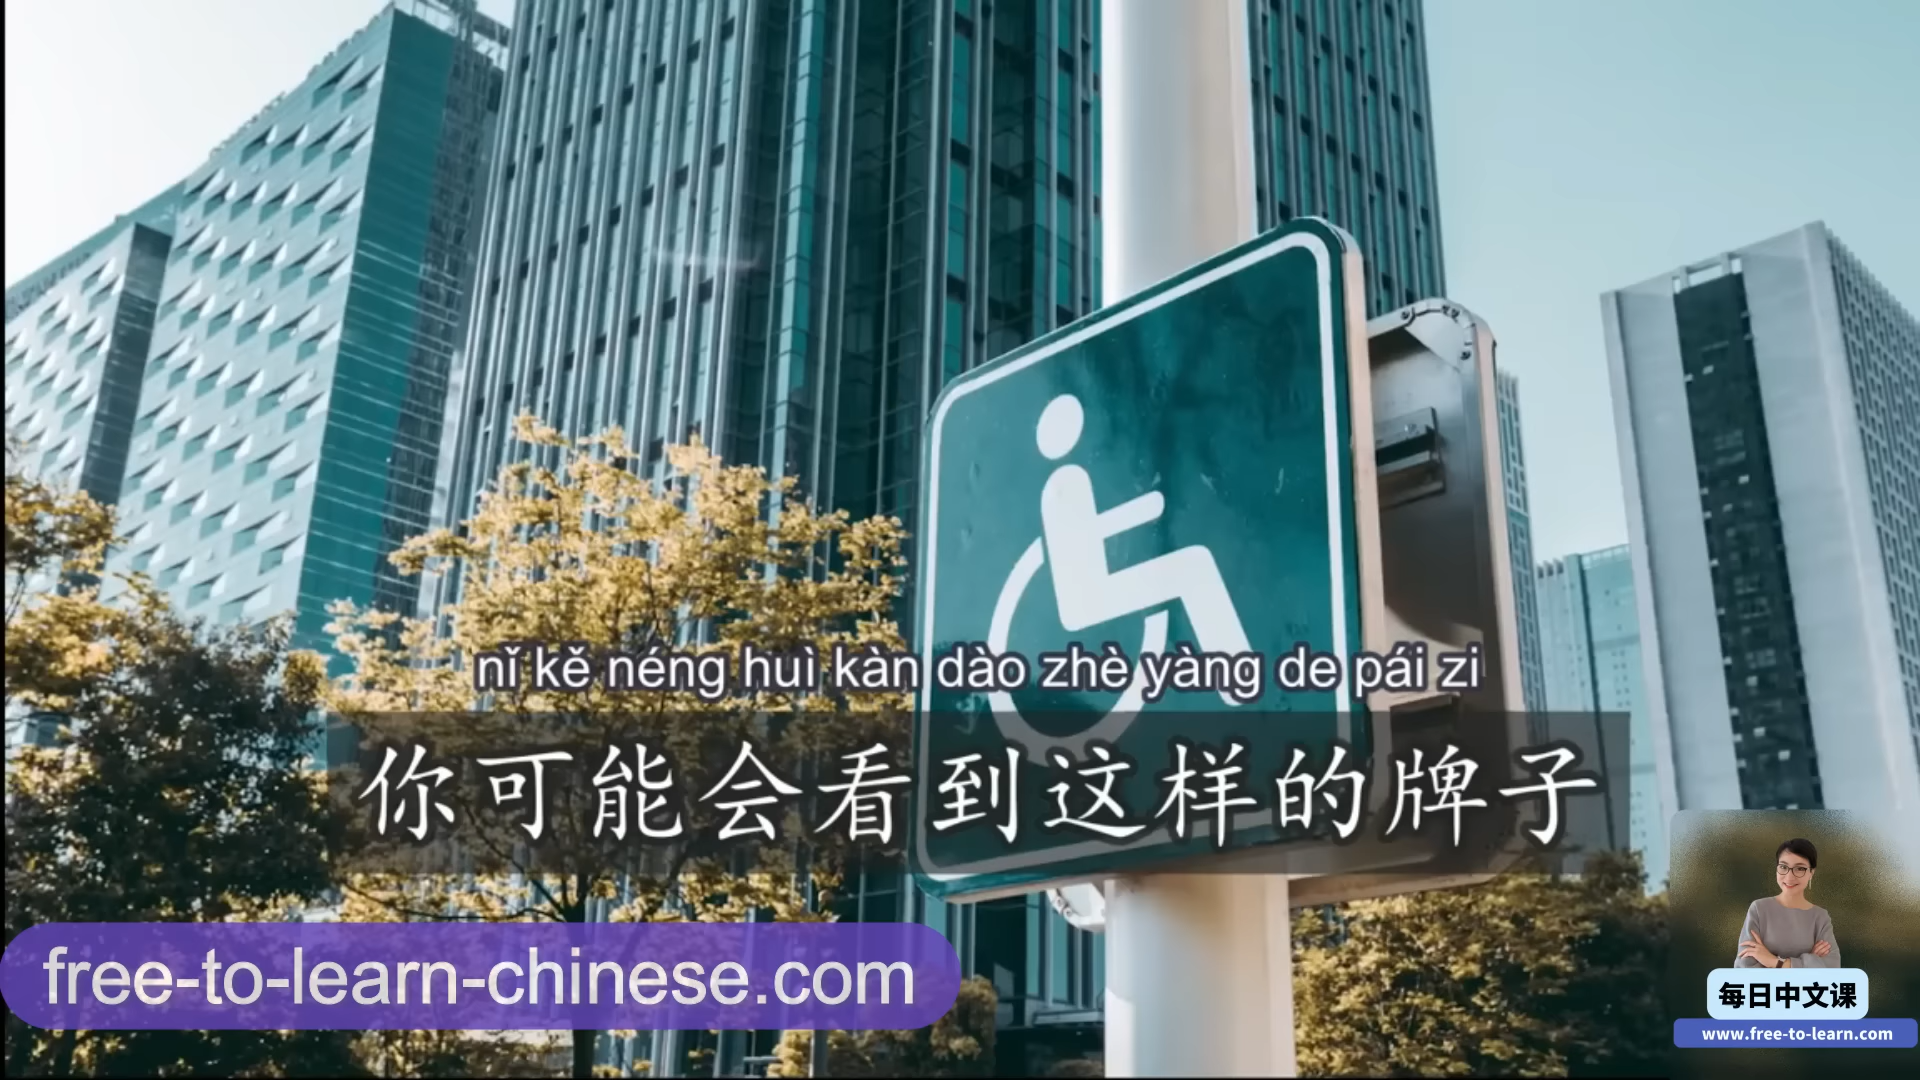 nǐ kě néng huì kàn dào zhè yàng de pái zi
你可能会看到这样的牌子
free-to-learn-chinese.com
每日中文课
www.free-to-learn.com